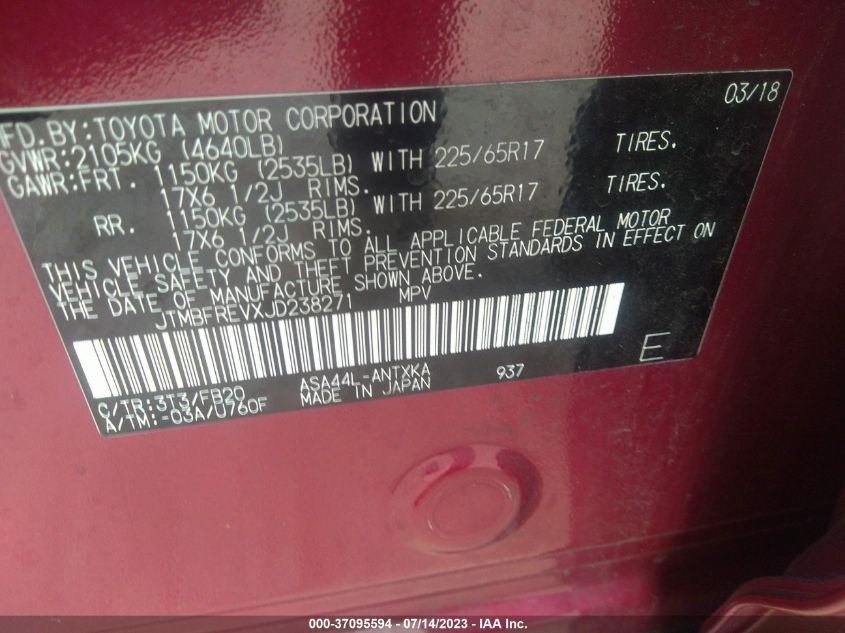 03/18
MFD.BY:TOYOTA MOTOR CORPORATION
GVWR:2105KG (4640LB)
GAWR:FRT. 1150KG (2535LB) WITH 225/65R17 TIRES.
17X6 1/2J RIMS.
RR. 1150KG (2535LB) WITH 225/65R17 TIRES.
17X6 1/2J RIMS.
THIS VEHICLE CONFORMS TO ALL APPLICABLE FEDERAL MOTOR
VEHICLE SAFETY AND THEFT PREVENTION STANDARDS IN EFFECT ON
THE DATE OF MANUFACTURE SHOWN ABOVE.
JTMBFREVXJD238271 MPV
E
C/TR:3T3/FB20 ASA44L-ANTXKA 937
A/TM:-03A/U760F MADE IN JAPAN
000-37095594 - 07/14/2023 - IAA Inc.